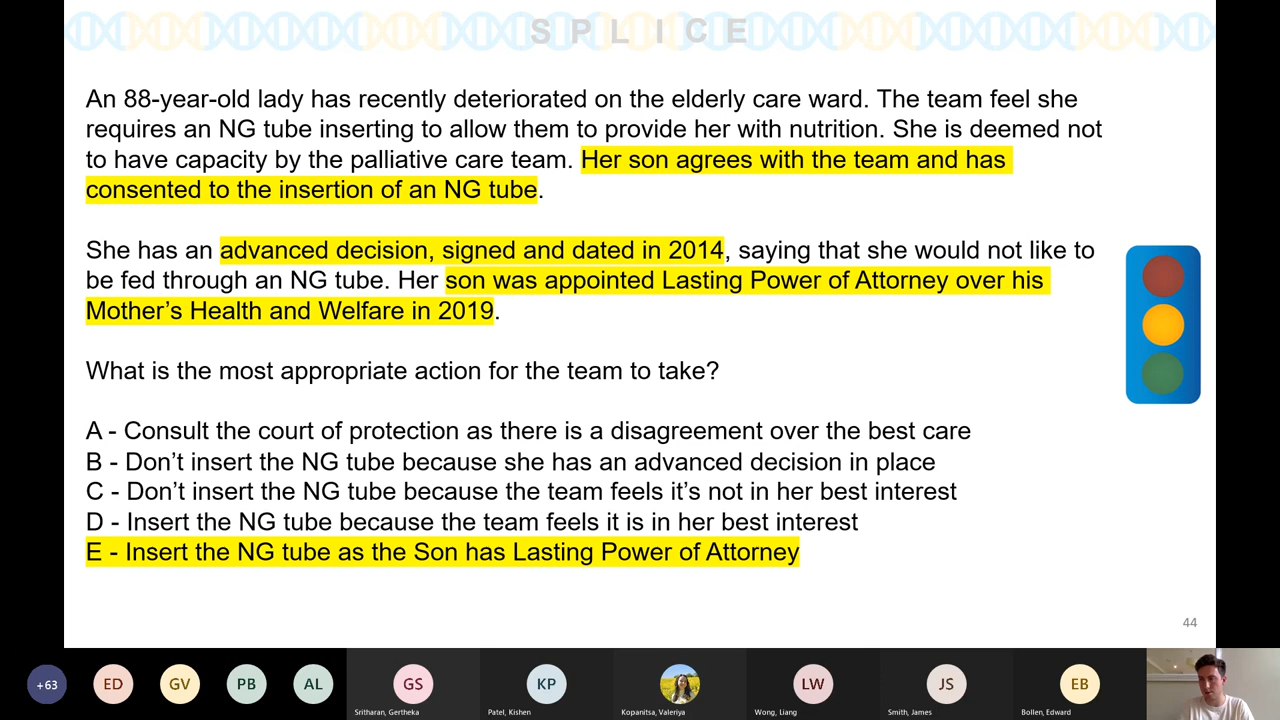 SPLICE
An 88-year-old lady has recently deteriorated on the elderly care ward. The team feel she
requires an NG tube inserting to allow them to provide her with nutrition. She is deemed not
to have capacity by the palliative care team. Her son agrees with the team and has
consented to the insertion of an NG tube.
She has an advanced decision, signed and dated in 2014, saying that she would not like to
be fed through an NG tube. Her son was appointed Lasting Power of Attorney over his
Mother’s Health and Welfare in 2019.
What is the most appropriate action for the team to take?
A - Consult the court of protection as there is a disagreement over the best care
B - Don’t insert the NG tube because she has an advanced decision in place
C - Don’t insert the NG tube because the team feels it’s not in her best interest
D - Insert the NG tube because the team feels it is in her best interest
E - Insert the NG tube as the Son has Lasting Power of Attorney
44
+63 ED GV PB AL GS KP LW JS EB
Sritharan, Gertheka Patel, Kishen Kopanitsa, Valeriya Wong, Liang Smith, James Bollen, Edward